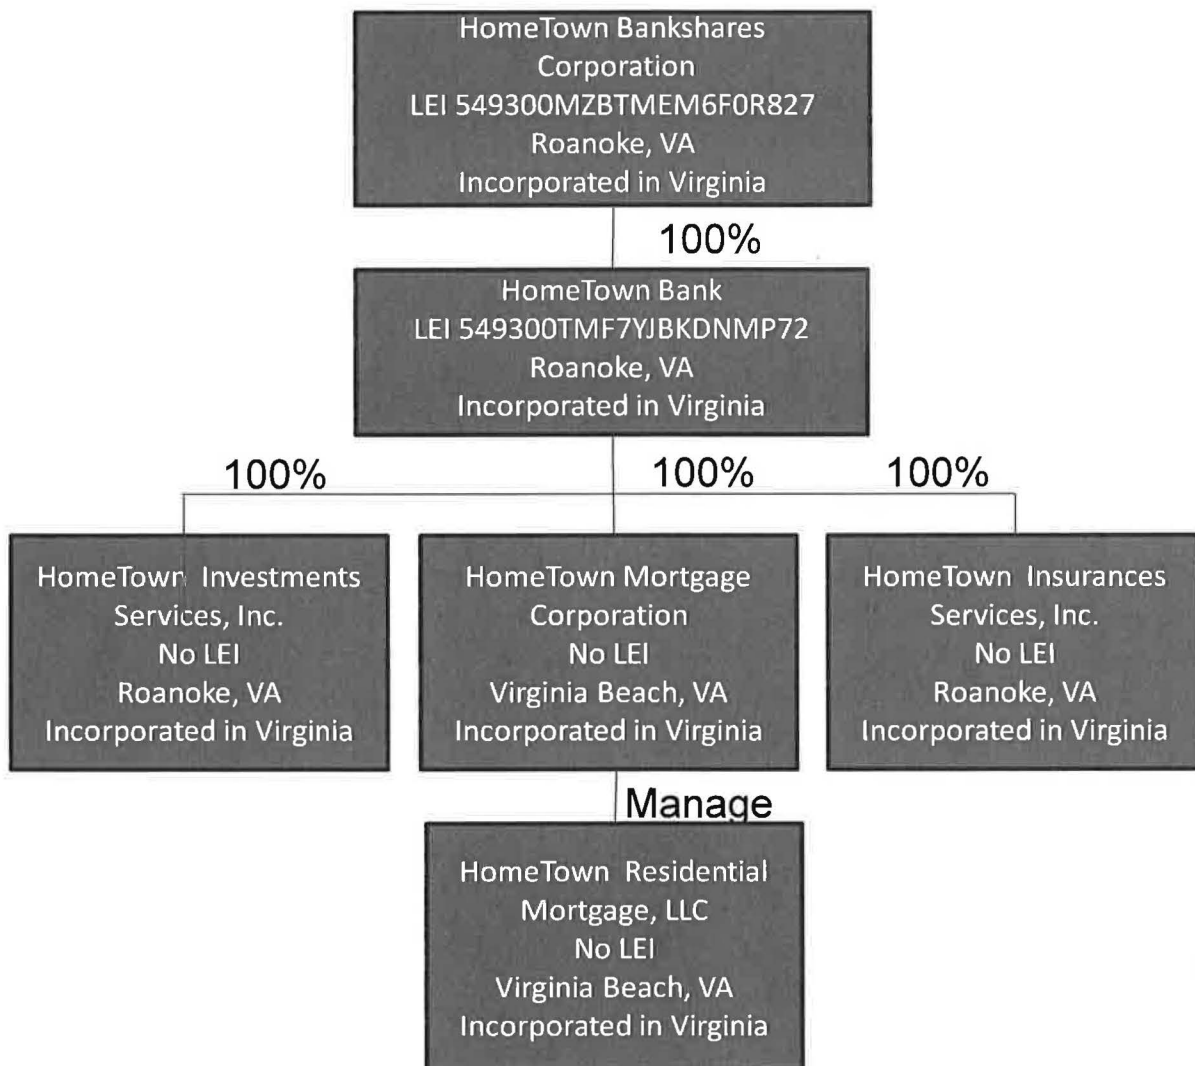 HomeTown Bankshares
Corporation
LEI 549300MZBTMEM6F0R827
Roanoke, VA
Incorporated in Virginia
100%
HomeTown Bank
LEI 549300TMF7YJBKDNMP72
Roanoke, VA
Incorporated in Virginia
100%
100%
100%
HomeTown Investments
Services, Inc.
No LEI
Roanoke, VA
Incorporated in Virginia
HomeTown Mortgage
Corporation
No LEI
Virginia Beach, VA
Incorporated in Virginia
HomeTown Insurances
Services, Inc.
No LEI
Roanoke, VA
Incorporated in Virginia
Manage
HomeTown Residential
Mortgage, LLC
No LEI
Virginia Beach, VA
Incorporated in Virginia